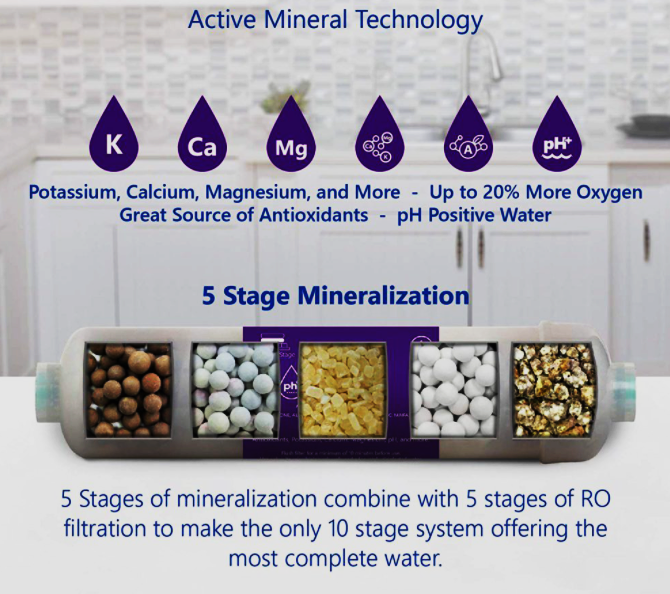 Active Mineral Technology
K Ca Mg A pH+
Potassium, Calcium, Magnesium, and More - Up to 20% More Oxygen
Great Source of Antioxidants - pH Positive Water
5 Stage Mineralization
Stage
ph
5 Stages of mineralization combine with 5 stages of RO
filtration to make the only 10 stage system offering the
most complete water.